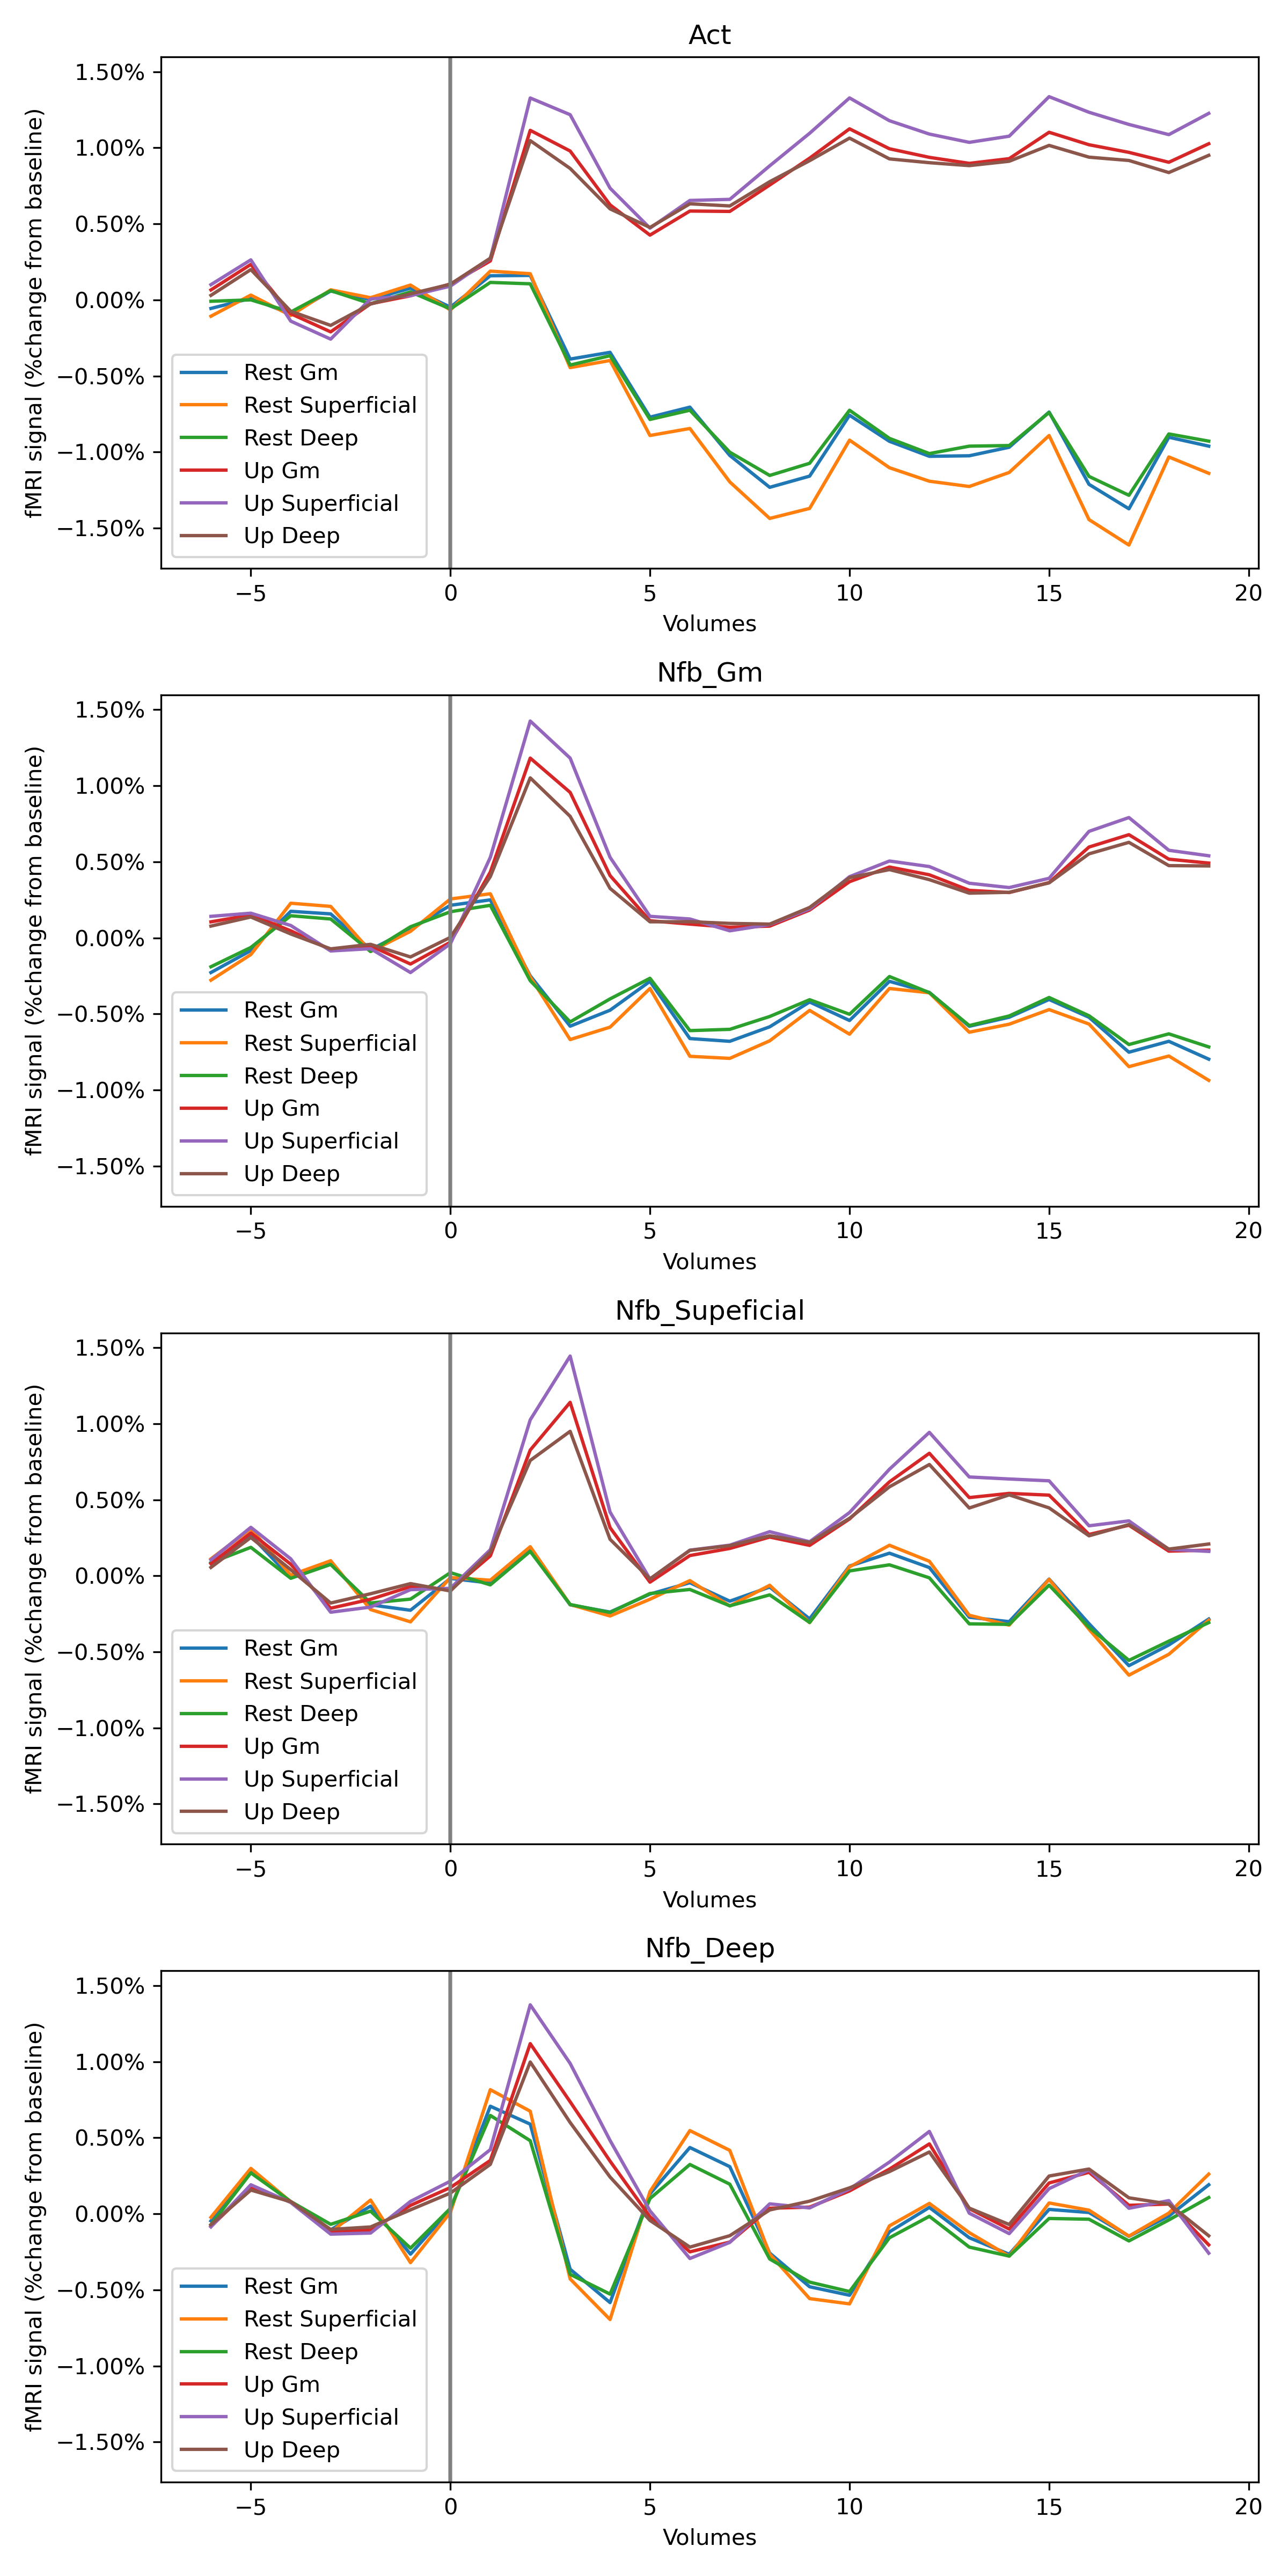 Act
fMRI signal (%change from baseline)
1.50%
1.00%
0.50%
0.00%
−0.50%
−1.00%
−1.50%
Rest Gm
Rest Superficial
Rest Deep
Up Gm
Up Superficial
Up Deep
−5 0 5 10 15 20
Volumes
Nfb_Gm
fMRI signal (%change from baseline)
1.50%
1.00%
0.50%
0.00%
−0.50%
−1.00%
−1.50%
Rest Gm
Rest Superficial
Rest Deep
Up Gm
Up Superficial
Up Deep
−5 0 5 10 15 20
Volumes
Nfb_Supeficial
fMRI signal (%change from baseline)
1.50%
1.00%
0.50%
0.00%
−0.50%
−1.00%
−1.50%
Rest Gm
Rest Superficial
Rest Deep
Up Gm
Up Superficial
Up Deep
−5 0 5 10 15 20
Volumes
Nfb_Deep
fMRI signal (%change from baseline)
1.50%
1.00%
0.50%
0.00%
−0.50%
−1.00%
−1.50%
Rest Gm
Rest Superficial
Rest Deep
Up Gm
Up Superficial
Up Deep
−5 0 5 10 15 20
Volumes